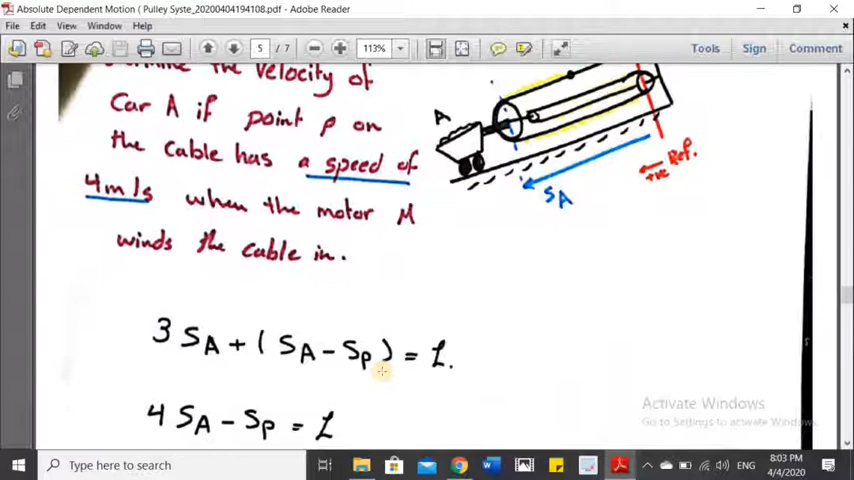 Absolute Dependent Motion ( Pulley Syste_20200404194108.pdf - Adobe Reader
File Edit View Window Help
5 / 7 113% Tools Sign Comment
the velocity of
Car A if point p on
the cable has a speed of
4m/s when the motor M
winds the cable in.
A
SA
+ve Ref.
3 SA + ( SA - Sp ) = L.
4 SA - Sp = L
Activate Windows
Go to Settings to activate Windows.
Type here to search
ENG
8:03 PM
4/4/2020